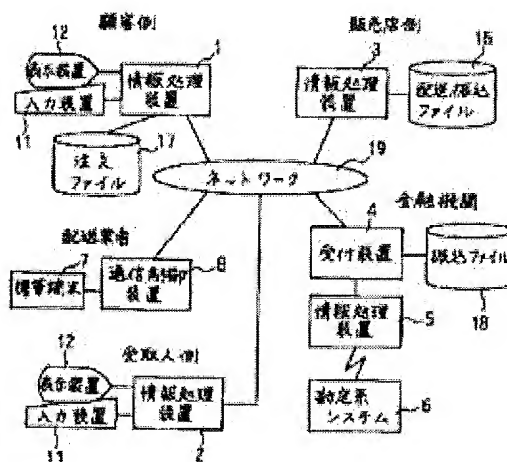 顧客側
12
表示装置
入力装置
11
1
情報処理
装置
17
注文
ファイル
販売店側
3
情報処理
装置
16
配送/振込
ファイル
19
ネットワーク
金融機関
4
受付装置
振込ファイル
18
情報処理
装置
5
勘定系
システム
6
配送業者
7
携帯端末
8
通信制御
装置
受取人側
12
表示装置
入力装置
11
情報処理
装置
2